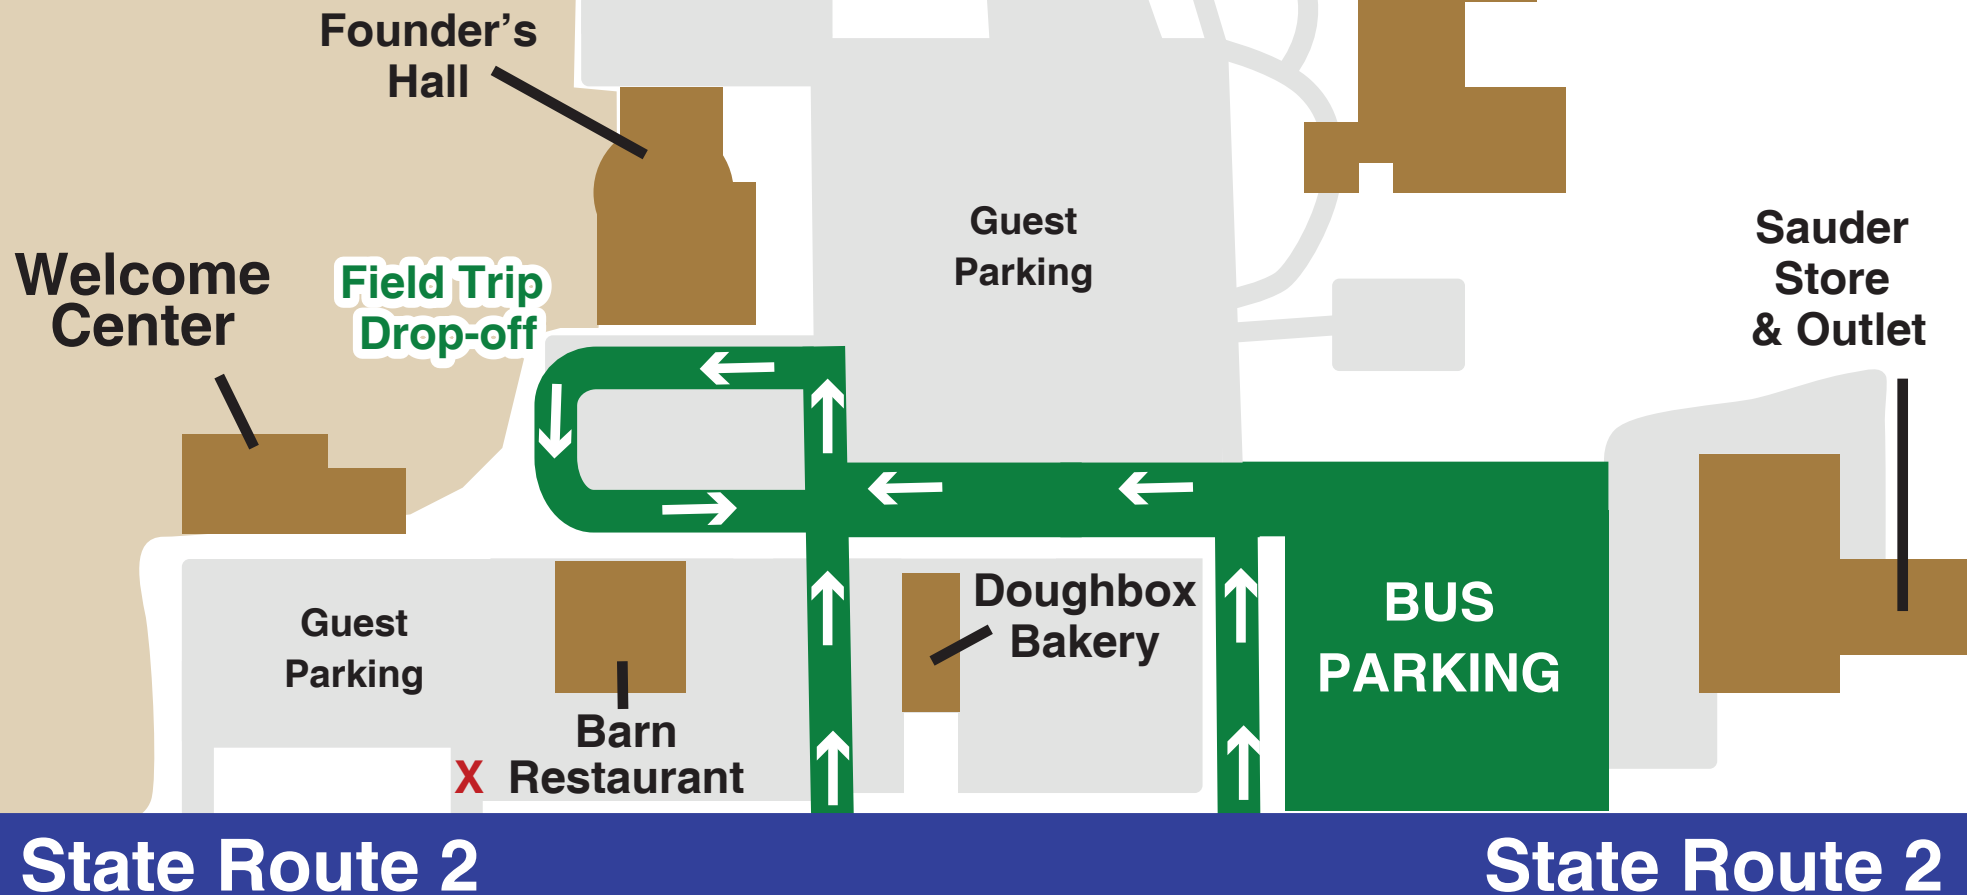 Founder’s
Hall
Guest
Parking
Sauder
Store
& Outlet
Welcome
Center
Field Trip
Drop-off
BUS
PARKING
Doughbox
Bakery
Guest
Parking
Barn
X Restaurant
State Route 2
State Route 2